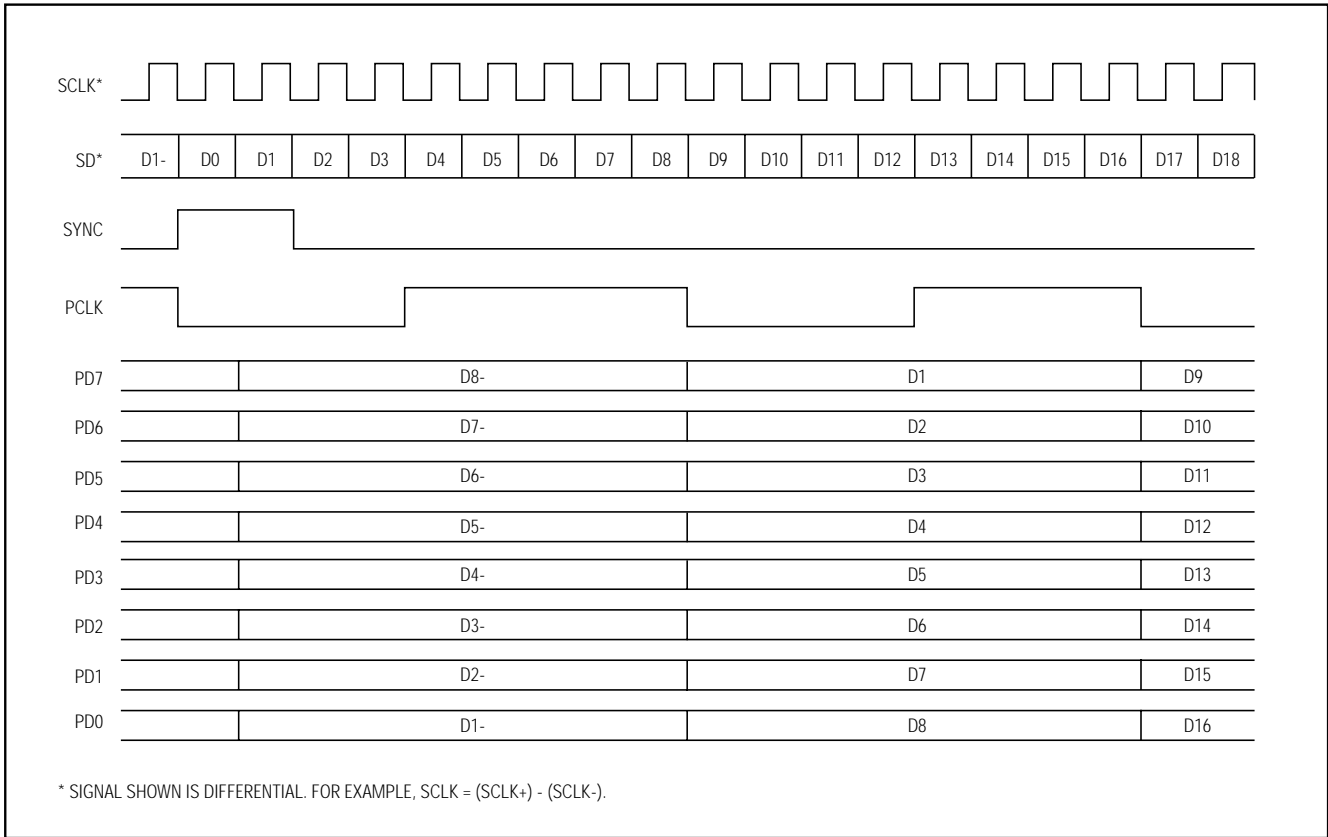 SCLK*
SD* D1- D0 D1 D2 D3 D4 D5 D6 D7 D8 D9 D10 D11 D12 D13 D14 D15 D16 D17 D18
SYNC
PCLK
PD7 D8- D1 D9
PD6 D7- D2 D10
PD5 D6- D3 D11
PD4 D5- D4 D12
PD3 D4- D5 D13
PD2 D3- D6 D14
PD1 D2- D7 D15
PD0 D1- D8 D16
* SIGNAL SHOWN IS DIFFERENTIAL. FOR EXAMPLE, SCLK = (SCLK+) - (SCLK-).